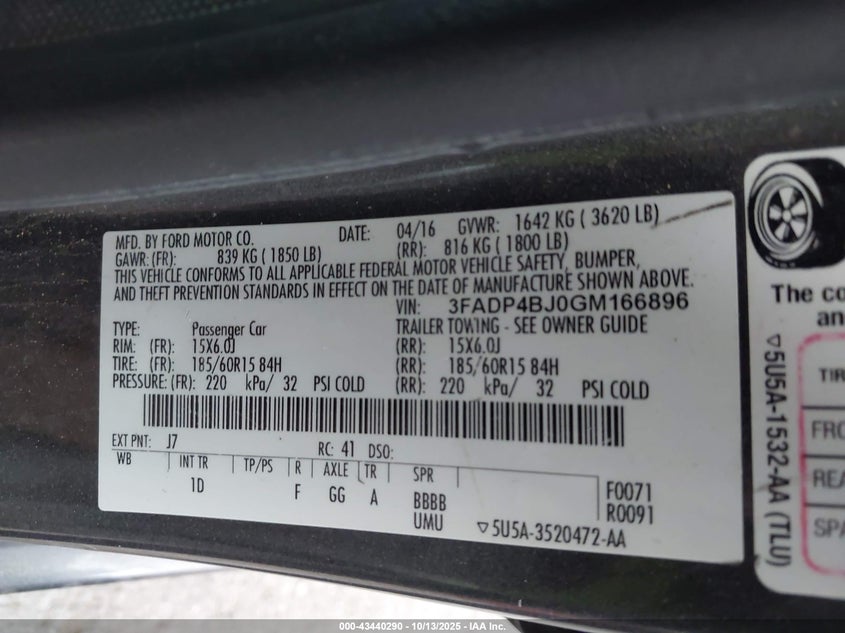 MFD. BY FORD MOTOR CO. DATE: 04/16 GVWR: 1642 KG ( 3620 LB)
GAWR: (FR): 839 KG ( 1850 LB) (RR): 816 KG ( 1800 LB)
THIS VEHICLE CONFORMS TO ALL APPLICABLE FEDERAL MOTOR VEHICLE SAFETY, BUMPER,
AND THEFT PREVENTION STANDARDS IN EFFECT ON THE DATE OF MANUFACTURE SHOWN ABOVE.
VIN: 3FADP4BJ0GM166896
TYPE: Passenger Car TRAILER TOWING - SEE OWNER GUIDE
RIM: (FR): 15X6.0J (RR): 15X6.0J
TIRE: (FR): 185/60R15 84H (RR): 185/60R15 84H
PRESSURE: (FR): 220 kPa/ 32 PSI COLD (RR): 220 kPa/ 32 PSI COLD
EXT PNT: J7 RC: 41 DSO:
WB INT TR TP/PS R AXLE TR SPR
1D F GG A BBBB F0071
UMU R0091
▽5U5A-3520472-AA
The co
an
TIR
FRO
REA
SPA
▽5U5A-1532-AA (TLU)
000-43440290 - 10/13/2025 - IAA Inc.